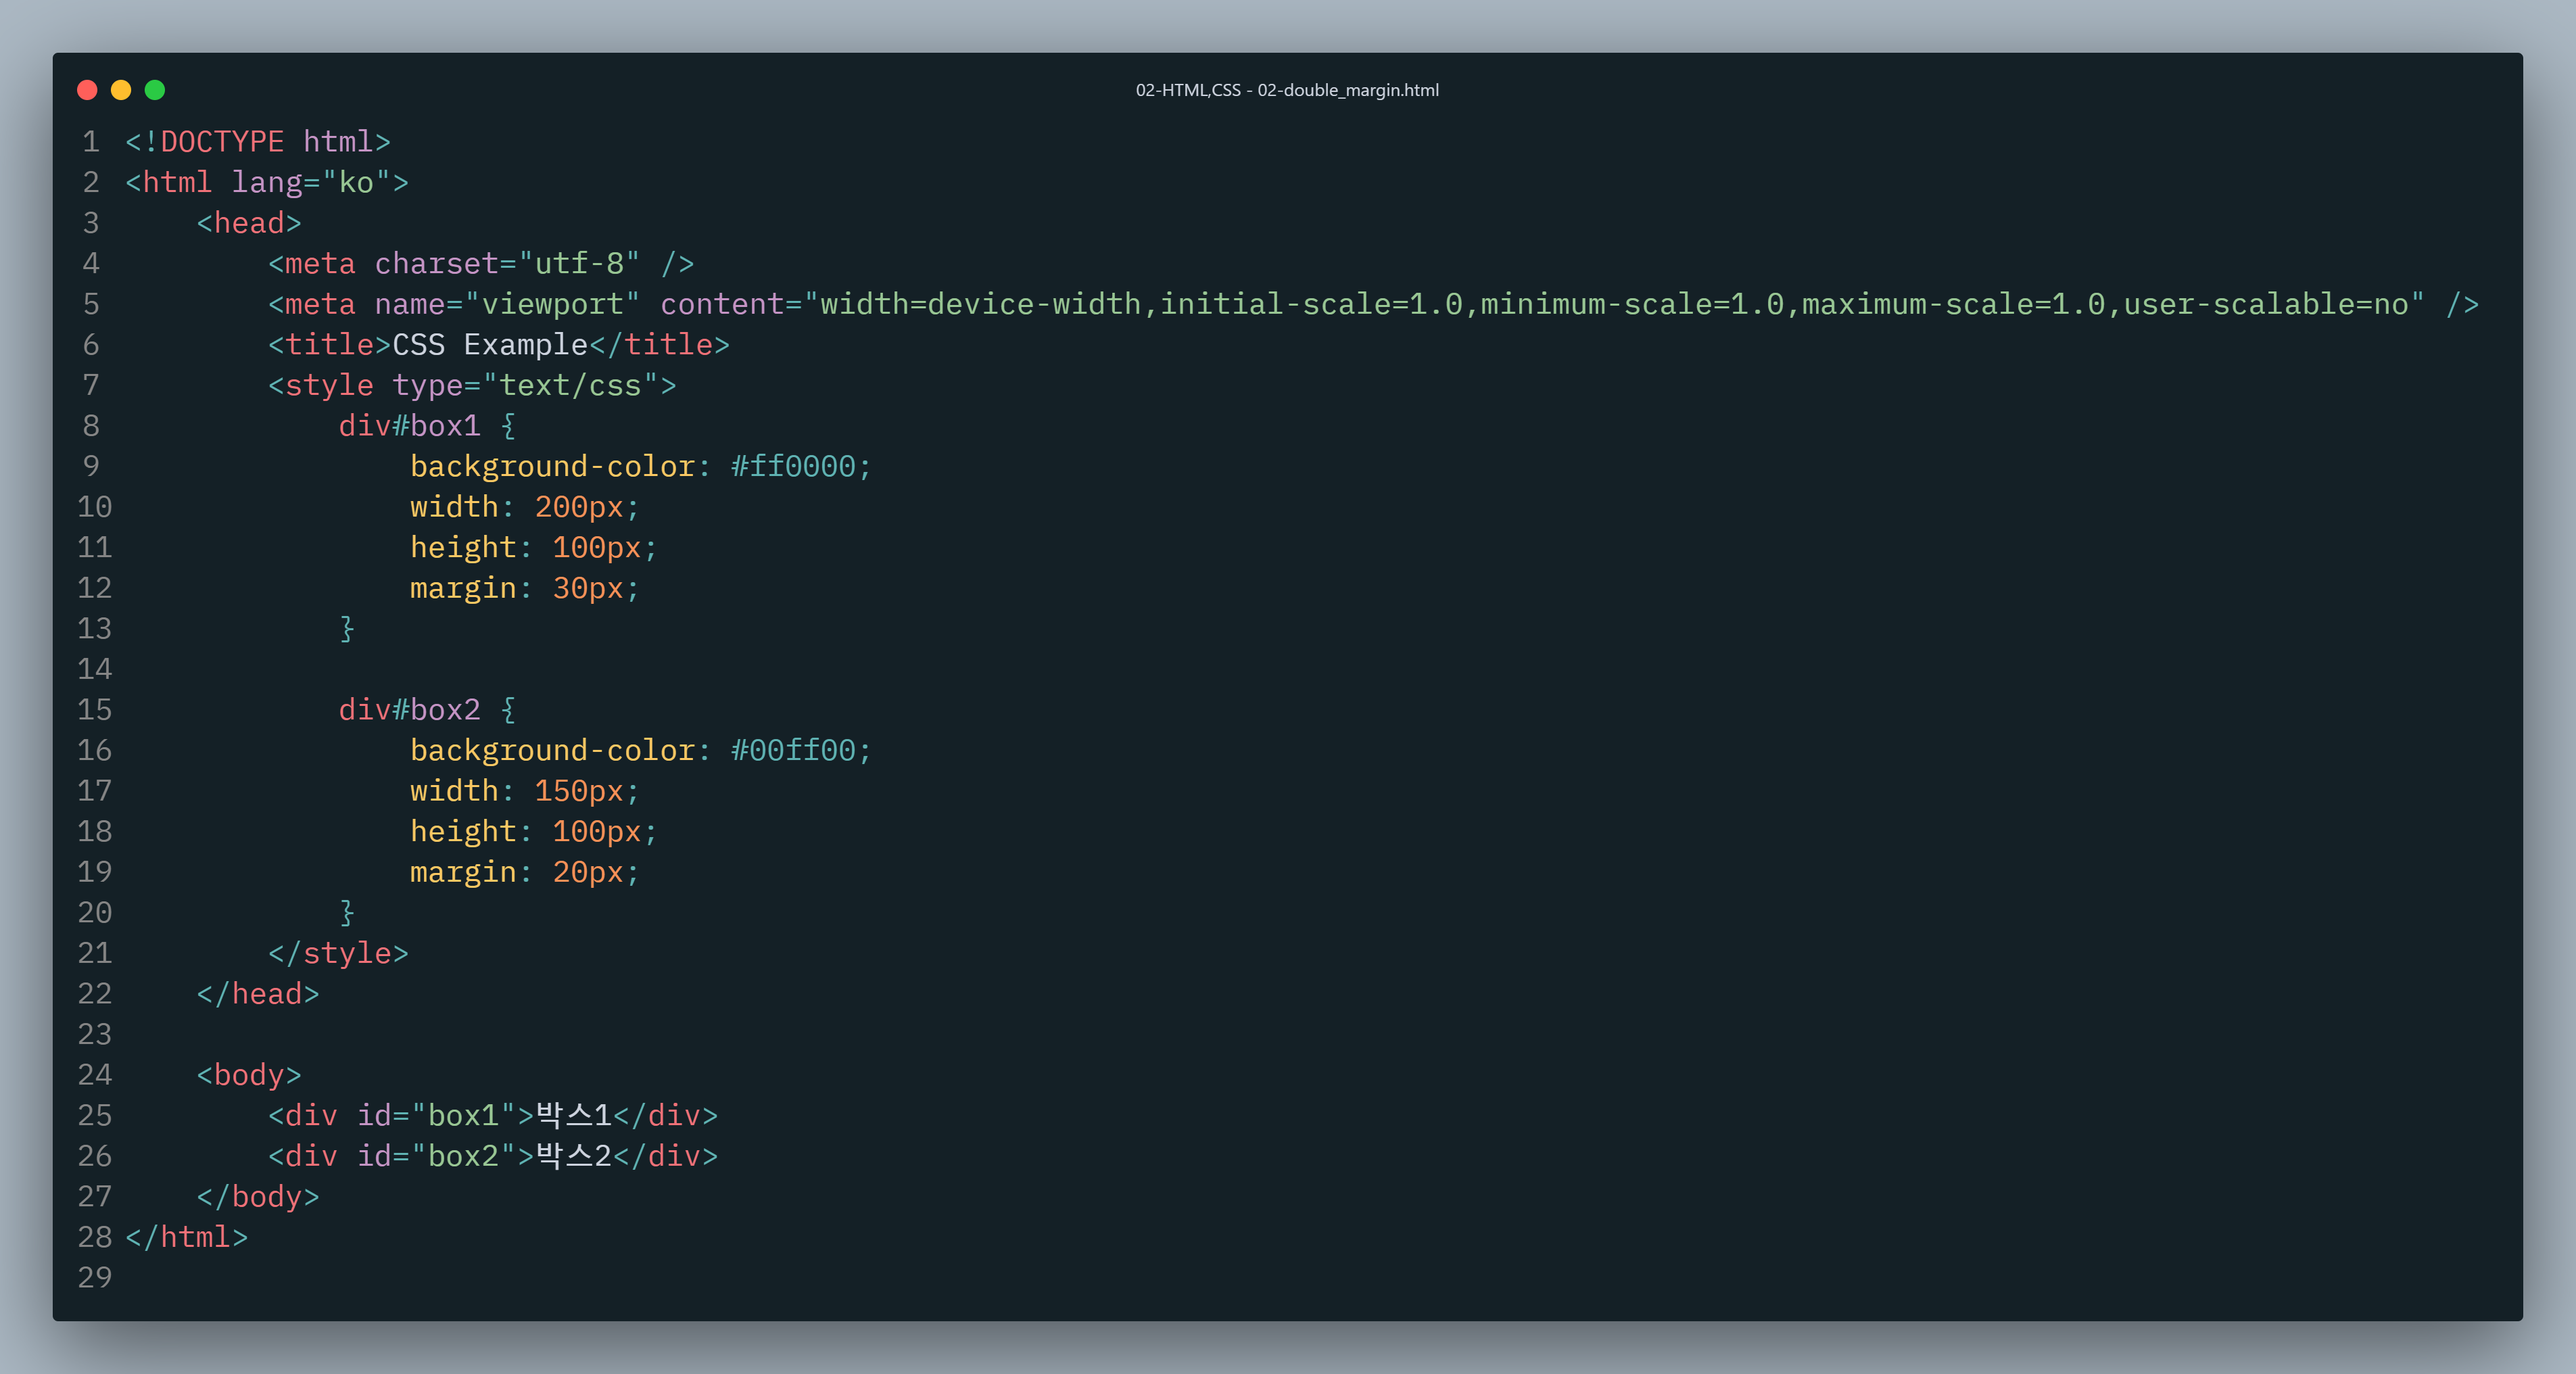 02-HTML,CSS - 02-double_margin.html
1 <!DOCTYPE html>
2 <html lang="ko">
3     <head>
4         <meta charset="utf-8" />
5         <meta name="viewport" content="width=device-width,initial-scale=1.0,minimum-scale=1.0,maximum-scale=1.0,user-scalable=no" />
6         <title>CSS Example</title>
7         <style type="text/css">
8             div#box1 {
9                 background-color: #ff0000;
10                 width: 200px;
11                 height: 100px;
12                 margin: 30px;
13             }
14
15             div#box2 {
16                 background-color: #00ff00;
17                 width: 150px;
18                 height: 100px;
19                 margin: 20px;
20             }
21         </style>
22     </head>
23
24     <body>
25         <div id="box1">박스1</div>
26         <div id="box2">박스2</div>
27     </body>
28 </html>
29